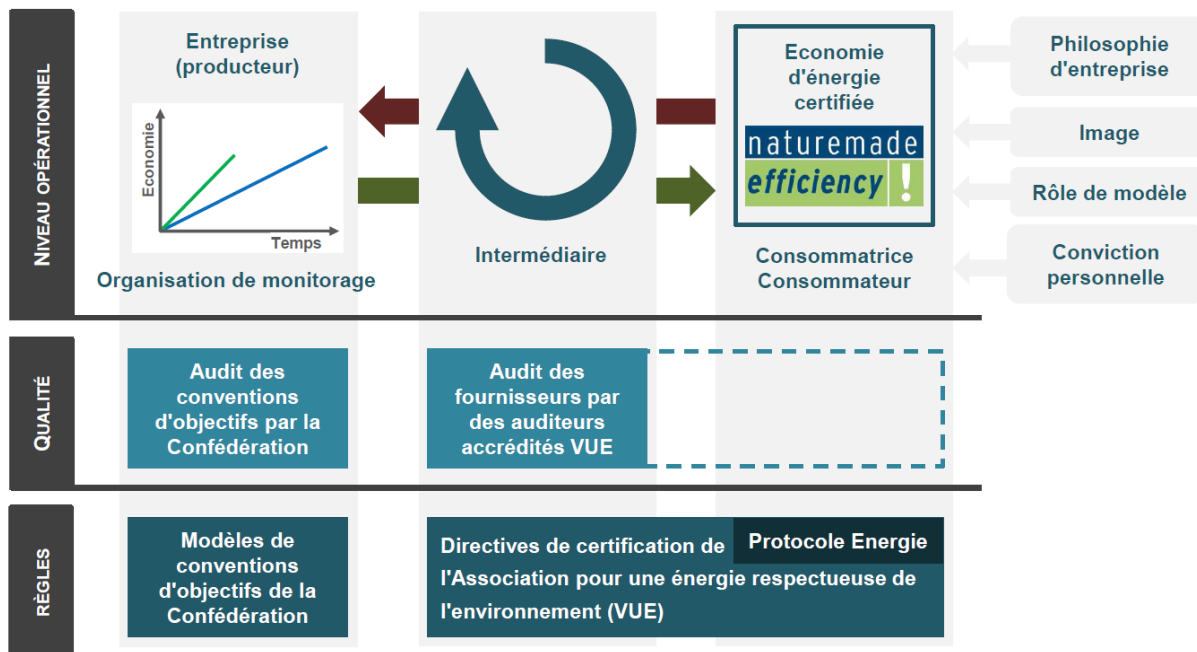 NIVEAU OPÉRATIONNEL
Entreprise
(producteur)
Economie
Temps
Organisation de monitorage
Intermédiaire
Economie
d'énergie
certifiée
naturemade
efficiency !
Consommatrice
Consommateur
Philosophie
d'entreprise
Image
Rôle de modèle
Conviction
personnelle
QUALITÉ
Audit des
conventions
d'objectifs par la
Confédération
Audit des
fournisseurs par
des auditeurs
accrédités VUE
RÈGLES
Modèles de
conventions
d'objectifs de la
Confédération
Directives de certification de
Protocole Energie
l'Association pour une énergie respectueuse de
l'environnement (VUE)